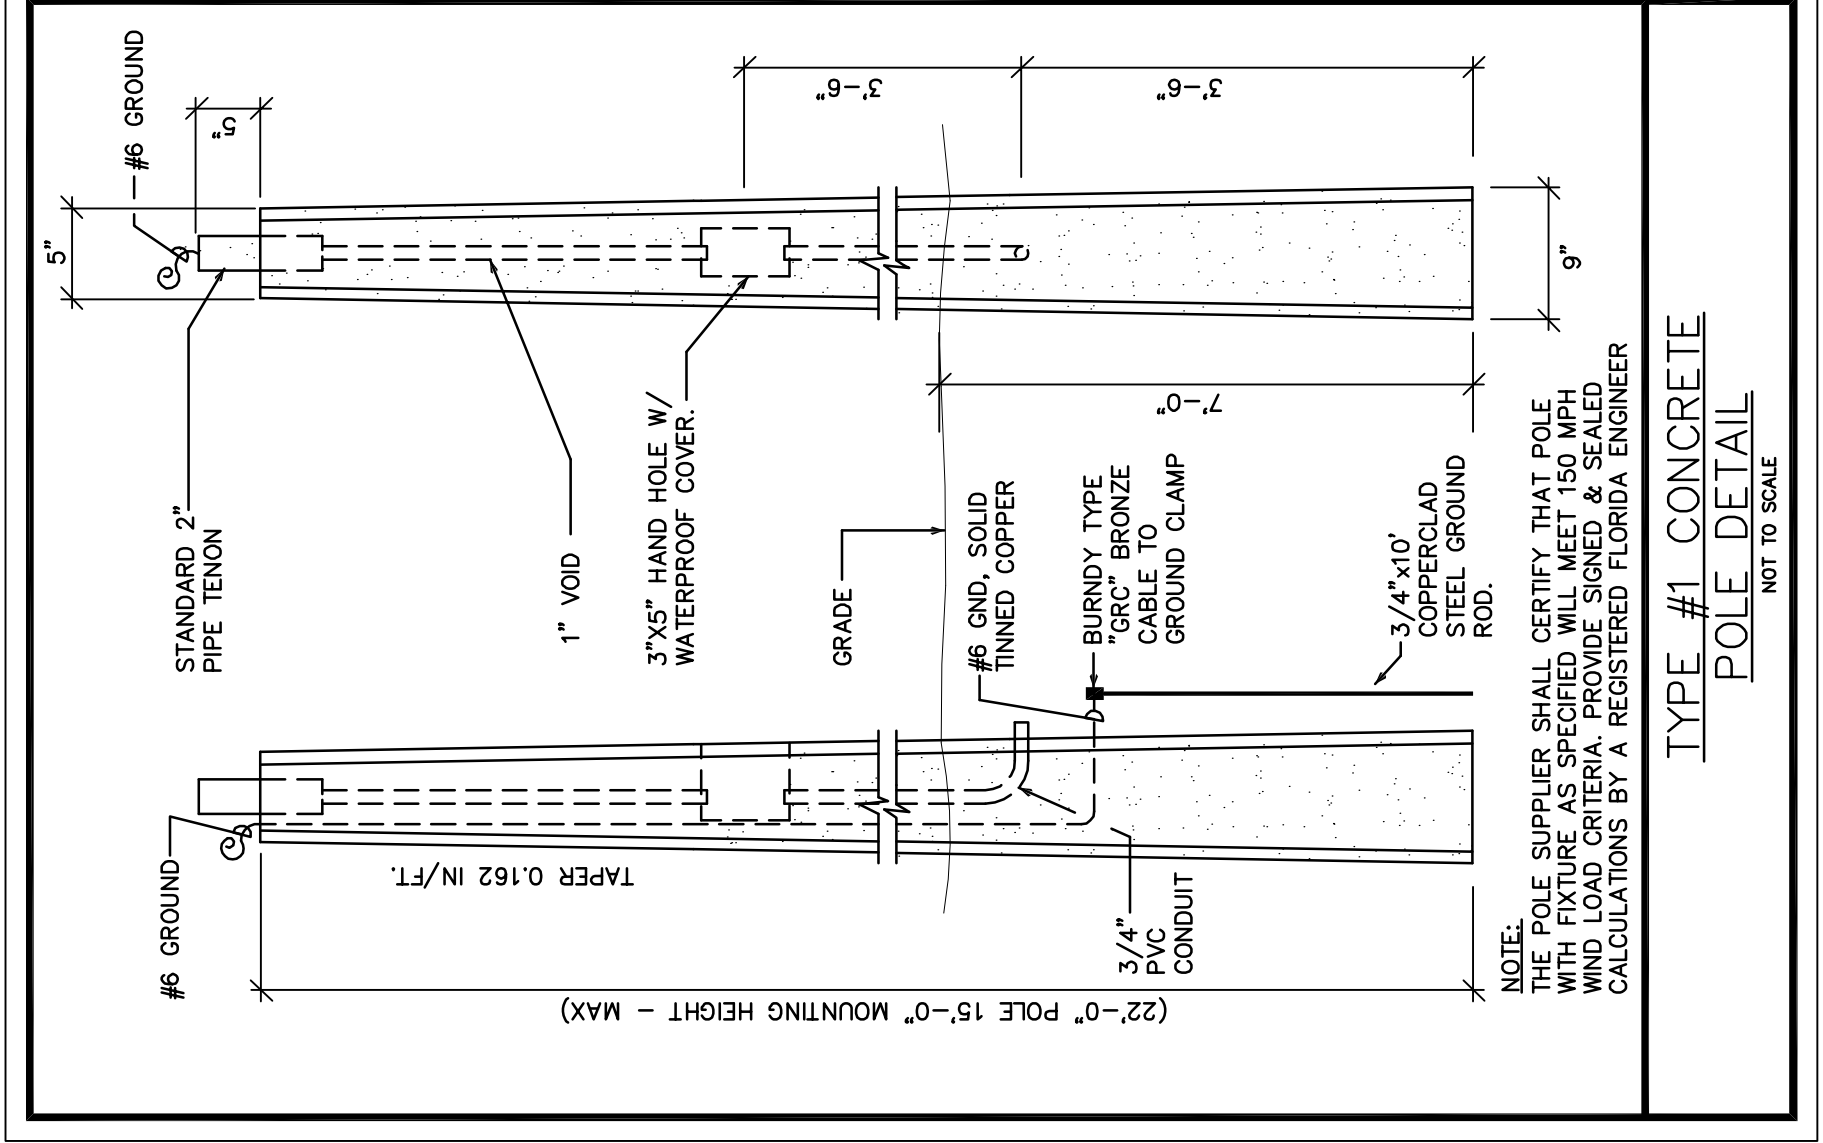 #6 GROUND
5"
5"
#6 GROUND
STANDARD 2"
PIPE TENON
1" VOID
3"X5" HAND HOLE W/
WATERPROOF COVER.
GRADE
#6 GND, SOLID
TINNED COPPER
BURNDY TYPE
"GRC" BRONZE
CABLE TO
GROUND CLAMP
3/4"x10'
COPPERCLAD
STEEL GROUND
ROD.
3/4"
PVC
CONDUIT
TAPER 0.162 IN/FT.
(22'-0" POLE 15'-0" MOUNTING HEIGHT - MAX)
3'-6"
3'-6"
7'-0"
9"
NOTE:
THE POLE SUPPLIER SHALL CERTIFY THAT POLE
WITH FIXTURE AS SPECIFIED WILL MEET 150 MPH
WIND LOAD CRITERIA. PROVIDE SIGNED & SEALED
CALCULATIONS BY A REGISTERED FLORIDA ENGINEER
TYPE #1 CONCRETE
POLE DETAIL
NOT TO SCALE